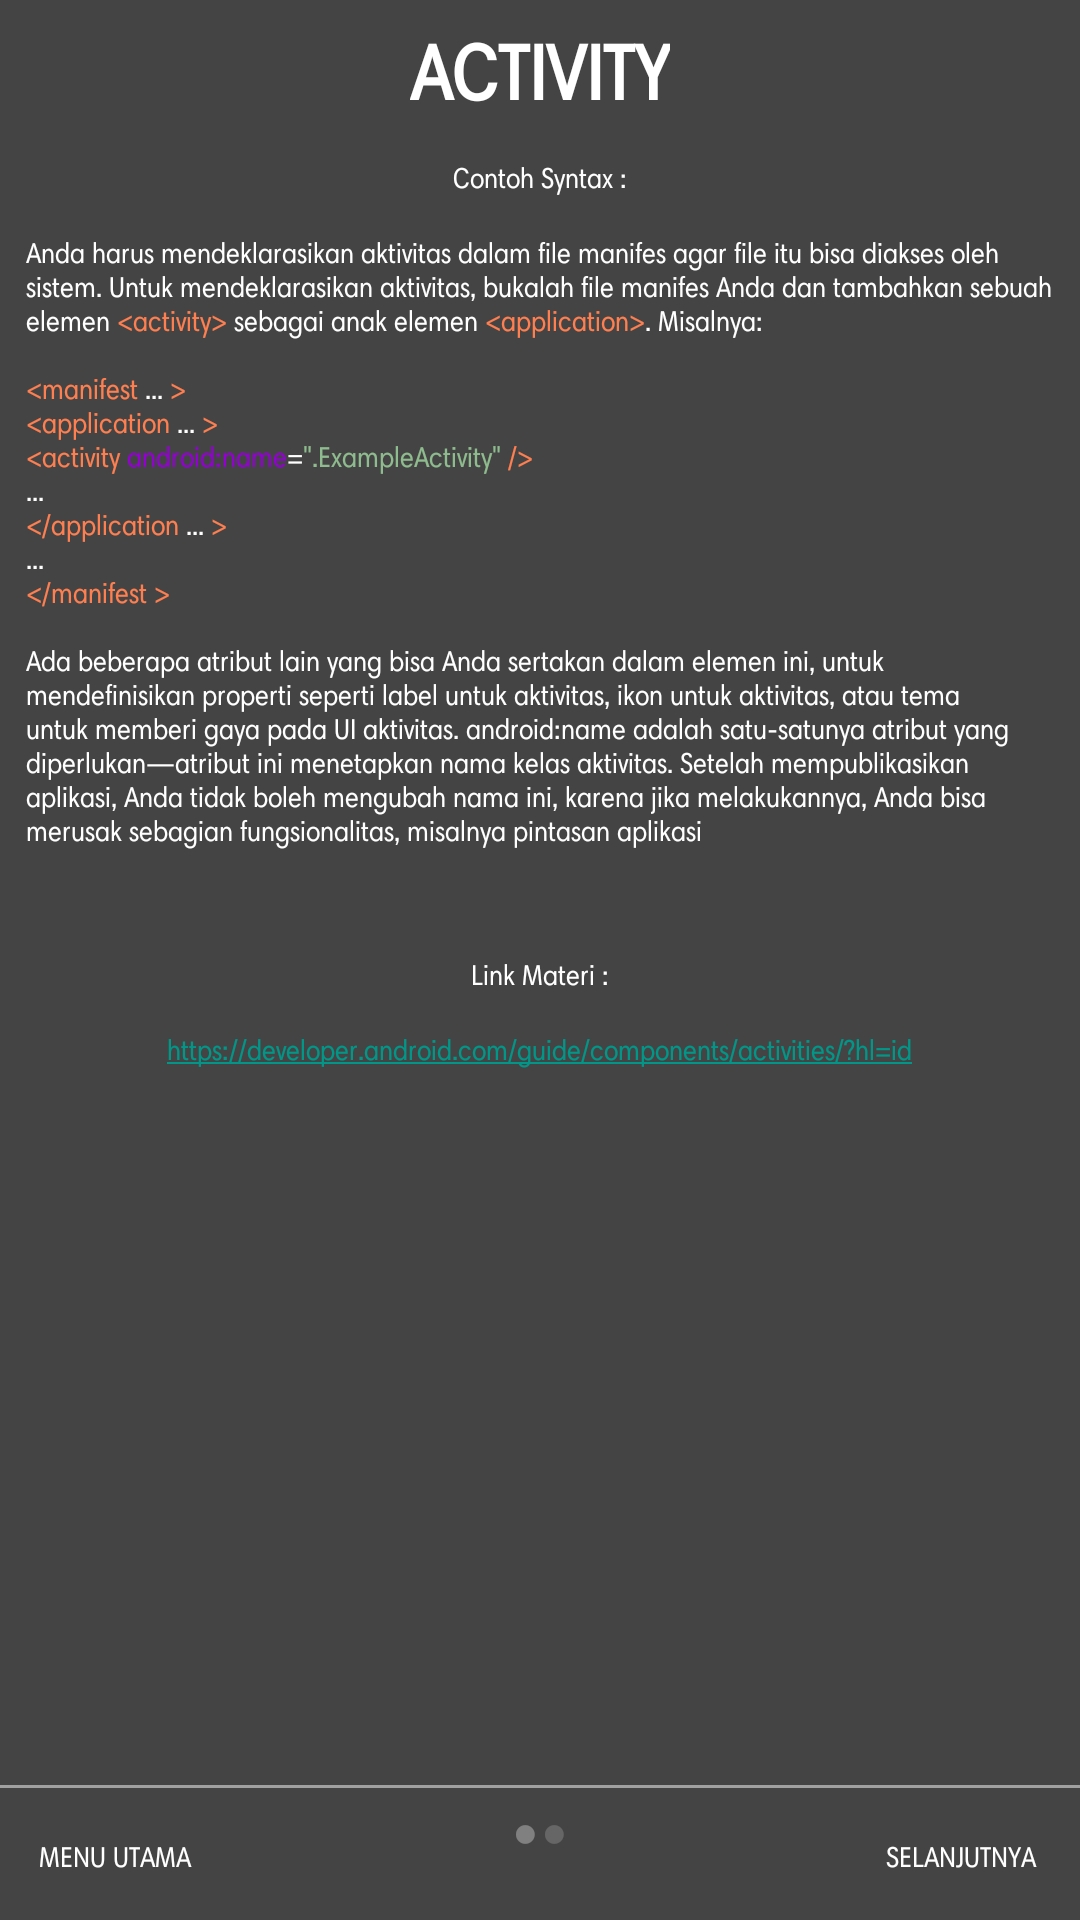 ACTIVITY
Contoh Syntax :
Anda harus mendeklarasikan aktivitas dalam file manifes agar file itu bisa diakses oleh
sistem. Untuk mendeklarasikan aktivitas, bukalah file manifes Anda dan tambahkan sebuah
elemen <activity> sebagai anak elemen <application>. Misalnya:
<manifest ... >
<application ... >
<activity android:name=".ExampleActivity" />
...
</application ... >
...
</manifest >
Ada beberapa atribut lain yang bisa Anda sertakan dalam elemen ini, untuk
mendefinisikan properti seperti label untuk aktivitas, ikon untuk aktivitas, atau tema
untuk memberi gaya pada UI aktivitas. android:name adalah satu-satunya atribut yang
diperlukan—atribut ini menetapkan nama kelas aktivitas. Setelah mempublikasikan
aplikasi, Anda tidak boleh mengubah nama ini, karena jika melakukannya, Anda bisa
merusak sebagian fungsionalitas, misalnya pintasan aplikasi
Link Materi :
https://developer.android.com/guide/components/activities/?hl=id
MENU UTAMA
SELANJUTNYA